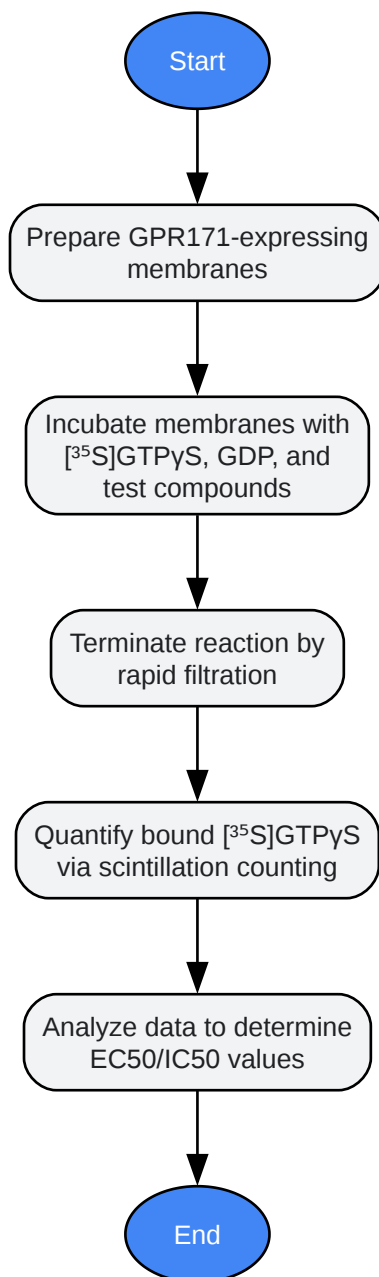 Start
Prepare GPR171-expressing
membranes
Incubate membranes with
[³⁵S]GTPγS, GDP, and
test compounds
Terminate reaction by
rapid filtration
Quantify bound [³⁵S]GTPγS
via scintillation counting
Analyze data to determine
EC50/IC50 values
End